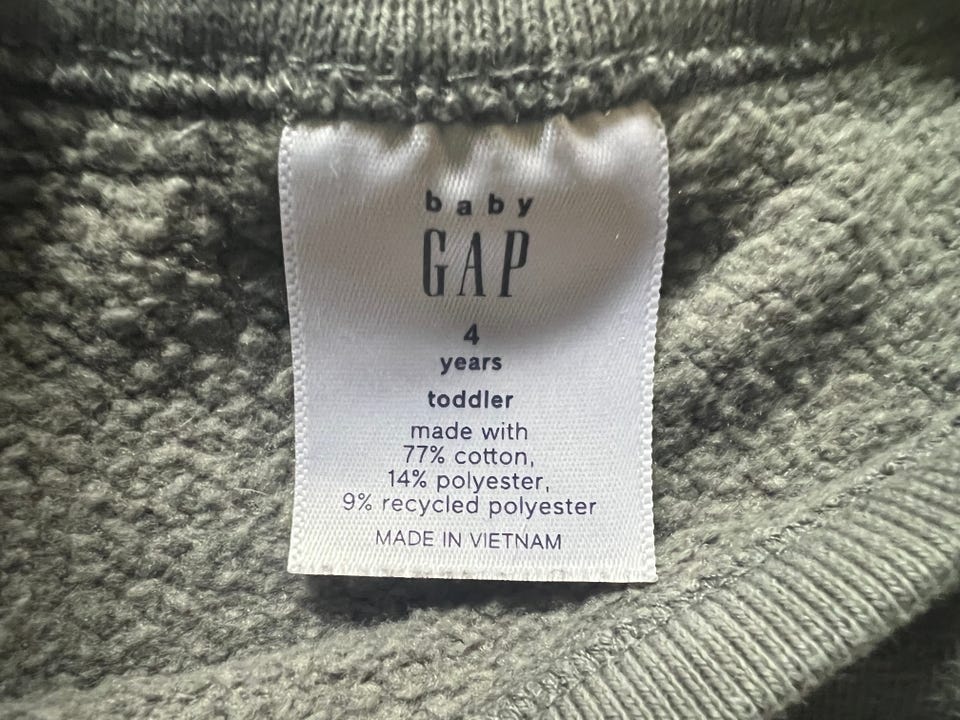 baby
GAP
4
years
toddler
made with
77% cotton,
14% polyester,
9% recycled polyester
MADE IN VIETNAM